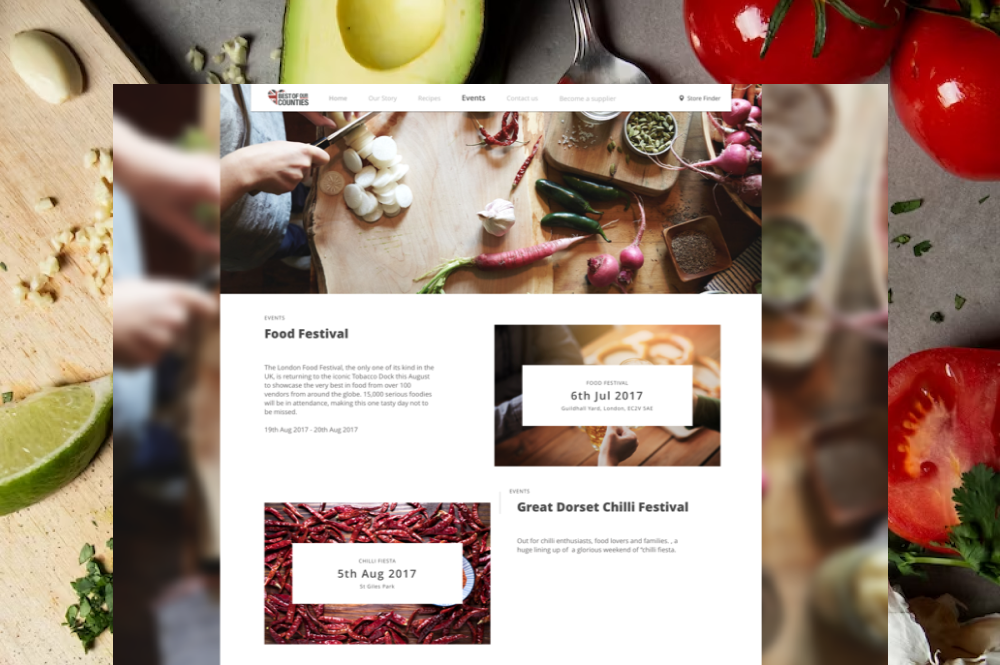 BEST OF OUR
COUNTIES
Home
Our Story
Recipes
Events
Contact us
Become a supplier
Store Finder
EVENTS
Food Festival
The London Food Festival, the only one of its kind in the
UK, is returning to the iconic Tobacco Dock this August
to showcase the very best in food from over 100
vendors from around the globe. 15,000 serious foodies
will be in attendance, making this one tasty day not to
be missed.
19th Aug 2017 - 20th Aug 2017
FOOD FESTIVAL
6th Jul 2017
Guildhall Yard, London, EC2V 5AE
CHILLI FIESTA
5th Aug 2017
St Giles Park
EVENTS
Great Dorset Chilli Festival
Out for chilli enthusiasts, food lovers and families. , a
huge lining up of  a glorious weekend of "chilli fiesta.